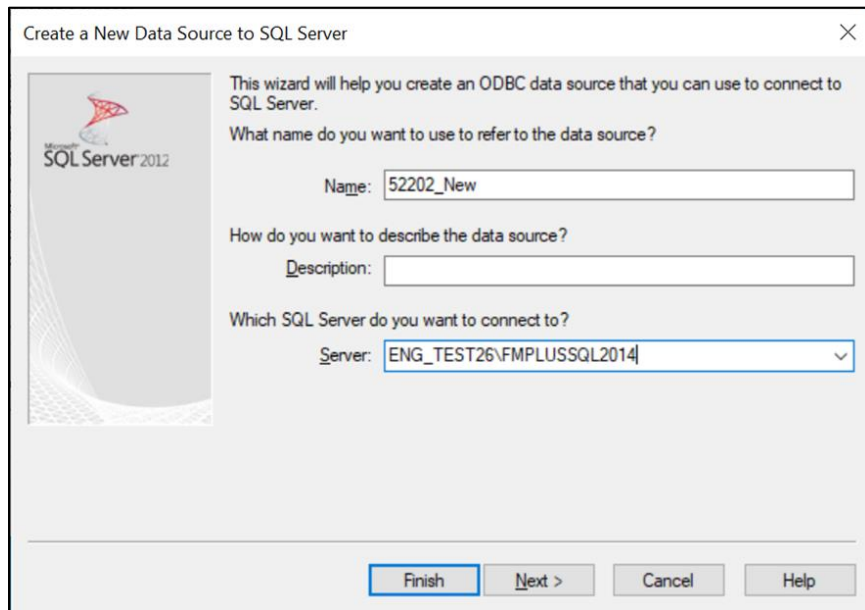 Create a New Data Source to SQL Server
This wizard will help you create an ODBC data source that you can use to connect to
SQL Server.
What name do you want to use to refer to the data source?
Microsoft
SQL Server 2012
Name: 52202_New
How do you want to describe the data source?
Description:
Which SQL Server do you want to connect to?
Server: ENG_TEST26\FMPLUSSQL2014
Finish Next > Cancel Help